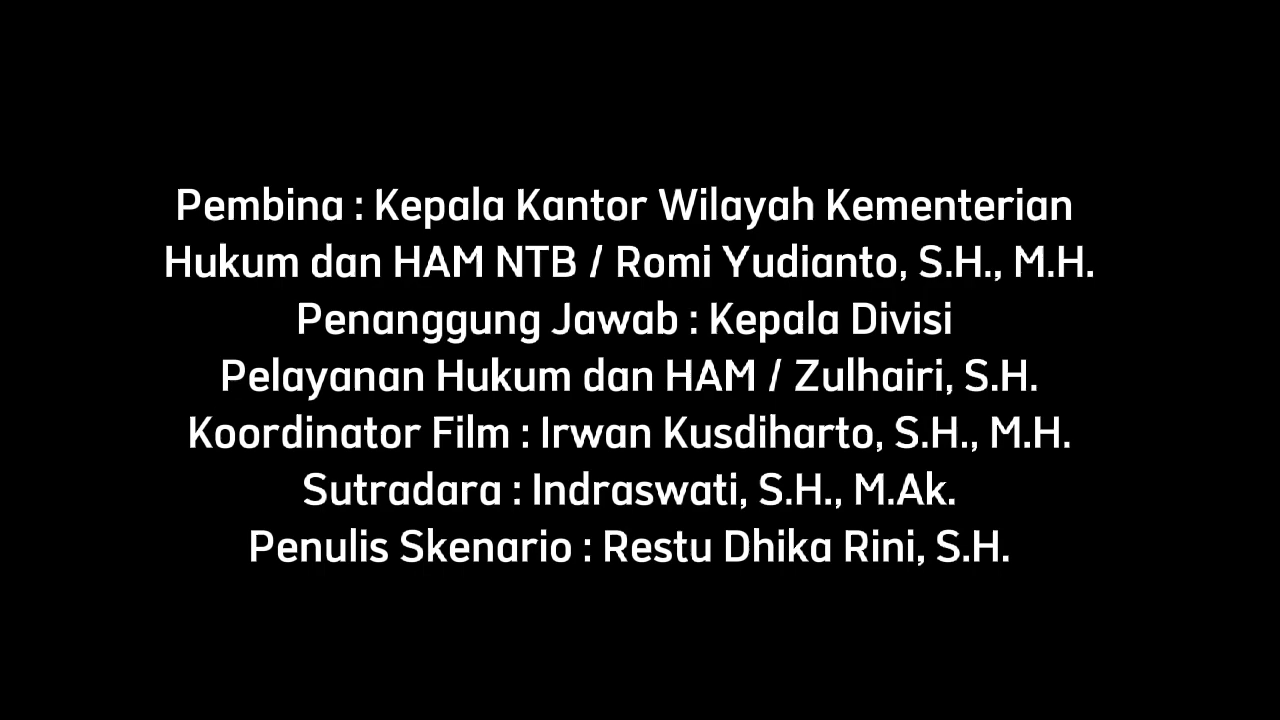 Pembina : Kepala Kantor Wilayah Kementerian
Hukum dan HAM NTB / Romi Yudianto, S.H., M.H.
Penanggung Jawab : Kepala Divisi
Pelayanan Hukum dan HAM / Zulhairi, S.H.
Koordinator Film : Irwan Kusdiharto, S.H., M.H.
Sutradara : Indraswati, S.H., M.Ak.
Penulis Skenario : Restu Dhika Rini, S.H.